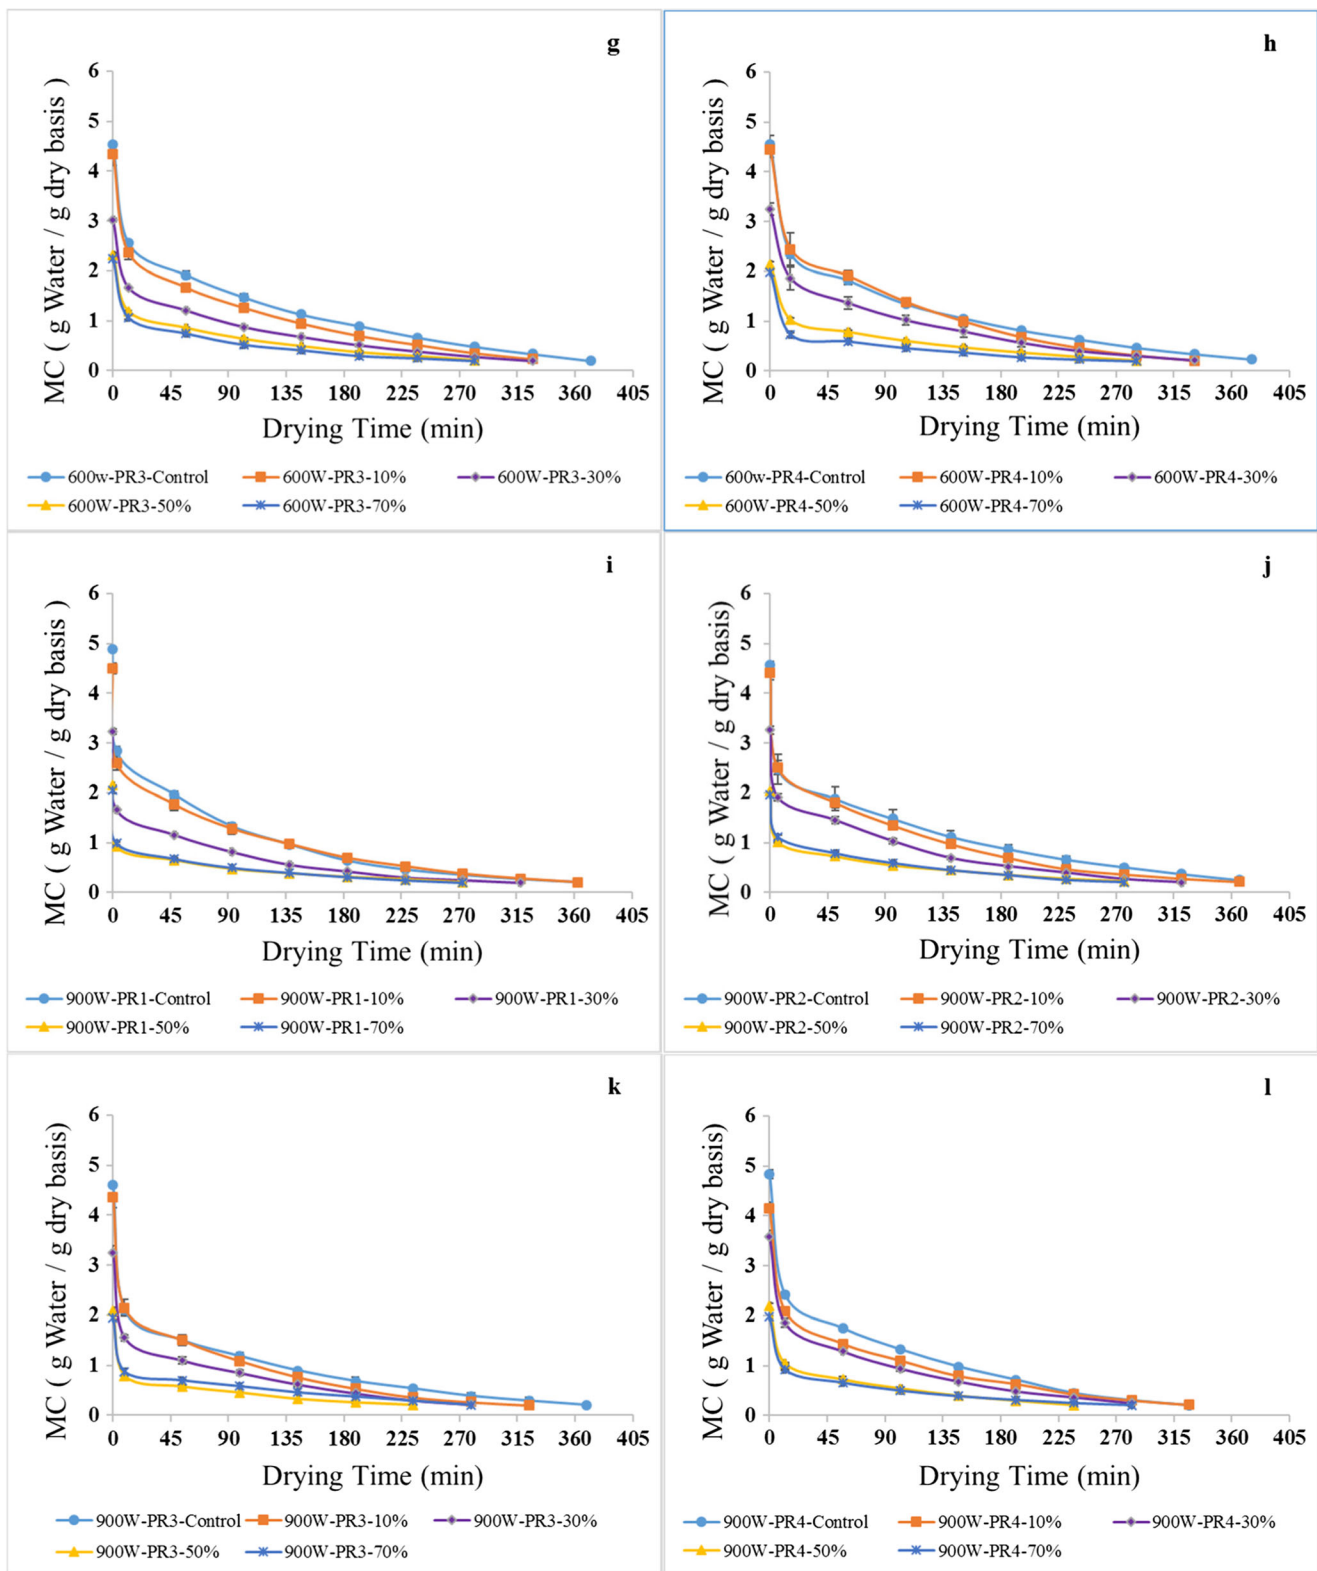 g
MC ( g Water / g dry basis )
6
5
4
3
2
1
0
0 45 90 135 180 225 270 315 360 405
Drying Time (min)
600w-PR3-Control 600W-PR3-10% 600W-PR3-30%
600W-PR3-50% 600W-PR3-70%
h
MC ( g Water / g dry basis )
6
5
4
3
2
1
0
0 45 90 135 180 225 270 315 360 405
Drying Time (min)
600w-PR4-Control 600W-PR4-10% 600W-PR4-30%
600W-PR4-50% 600W-PR4-70%
i
MC ( g Water / g dry basis )
6
5
4
3
2
1
0
0 45 90 135 180 225 270 315 360 405
Drying Time (min)
900W-PR1-Control 900W-PR1-10% 900W-PR1-30%
900W-PR1-50% 900W-PR1-70%
j
MC ( g Water / g dry basis)
6
5
4
3
2
1
0
0 45 90 135 180 225 270 315 360 405
Drying Time (min)
900W-PR2-Control 900W-PR2-10% 900W-PR2-30%
900W-PR2-50% 900W-PR2-70%
k
MC ( g Water / g dry basis)
6
5
4
3
2
1
0
0 45 90 135 180 225 270 315 360 405
Drying Time (min)
900W-PR3-Control 900W-PR3-10% 900W-PR3-30%
900W-PR3-50% 900W-PR3-70%
l
MC ( g Water / g dry basis)
6
5
4
3
2
1
0
0 45 90 135 180 225 270 315 360 405
Drying Time (min)
900W-PR4-Control 900W-PR4-10% 900W-PR4-30%
900W-PR4-50% 900W-PR4-70%